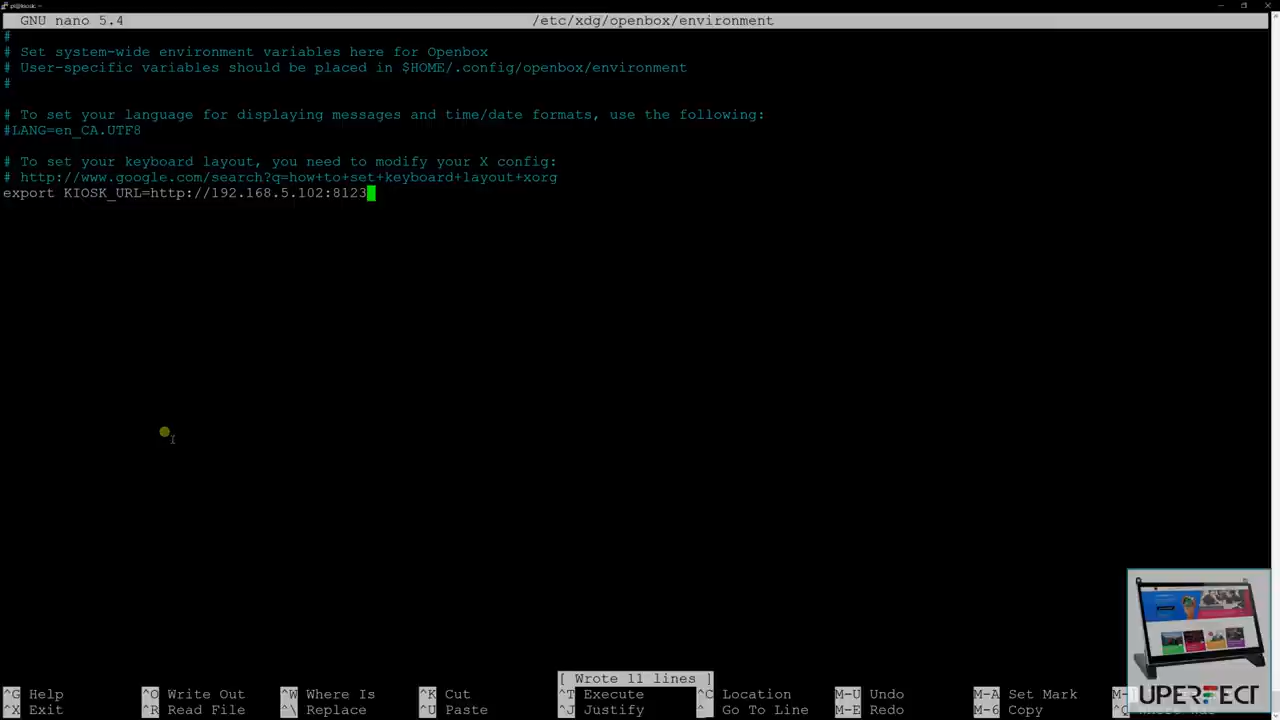 pi@kiosk: ~
GNU nano 5.4 /etc/xdg/openbox/environment
#
# Set system-wide environment variables here for Openbox
# User-specific variables should be placed in $HOME/.config/openbox/environment
#
# To set your language for displaying messages and time/date formats, use the following:
#LANG=en_CA.UTF8
# To set your keyboard layout, you need to modify your X config:
# http://www.google.com/search?q=how+to+set+keyboard+layout+xorg
export KIOSK_URL=http://192.168.5.102:8123
[ Wrote 11 lines ]
^G Help ^O Write Out ^W Where Is ^K Cut ^T Execute ^C Location M-U Undo M-A Set Mark
^X Exit ^R Read File ^\ Replace ^U Paste ^J Justify ^_ Go To Line M-E Redo M-6 Copy
UPERFECT